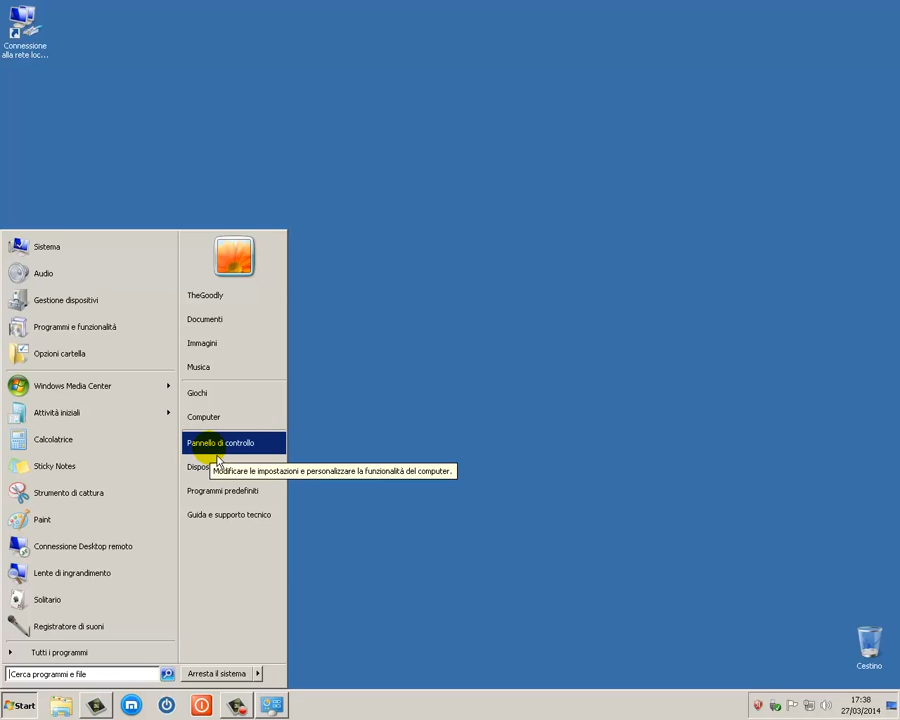 Connessione
alla rete loc...
Sistema
Audio
Gestione dispositivi
Programmi e funzionalità
Opzioni cartella
Windows Media Center
Attività iniziali
Calcolatrice
Sticky Notes
Strumento di cattura
Paint
Connessione Desktop remoto
Lente di ingrandimento
Solitario
Registratore di suoni
Tutti i programmi
Cerca programmi e file
TheGoodly
Documenti
Immagini
Musica
Giochi
Computer
Pannello di controllo
Dispos
Modificare le impostazioni e personalizzare la funzionalità del computer.
Programmi predefiniti
Guida e supporto tecnico
Arresta il sistema
Cestino
Start
17:38
27/03/2014